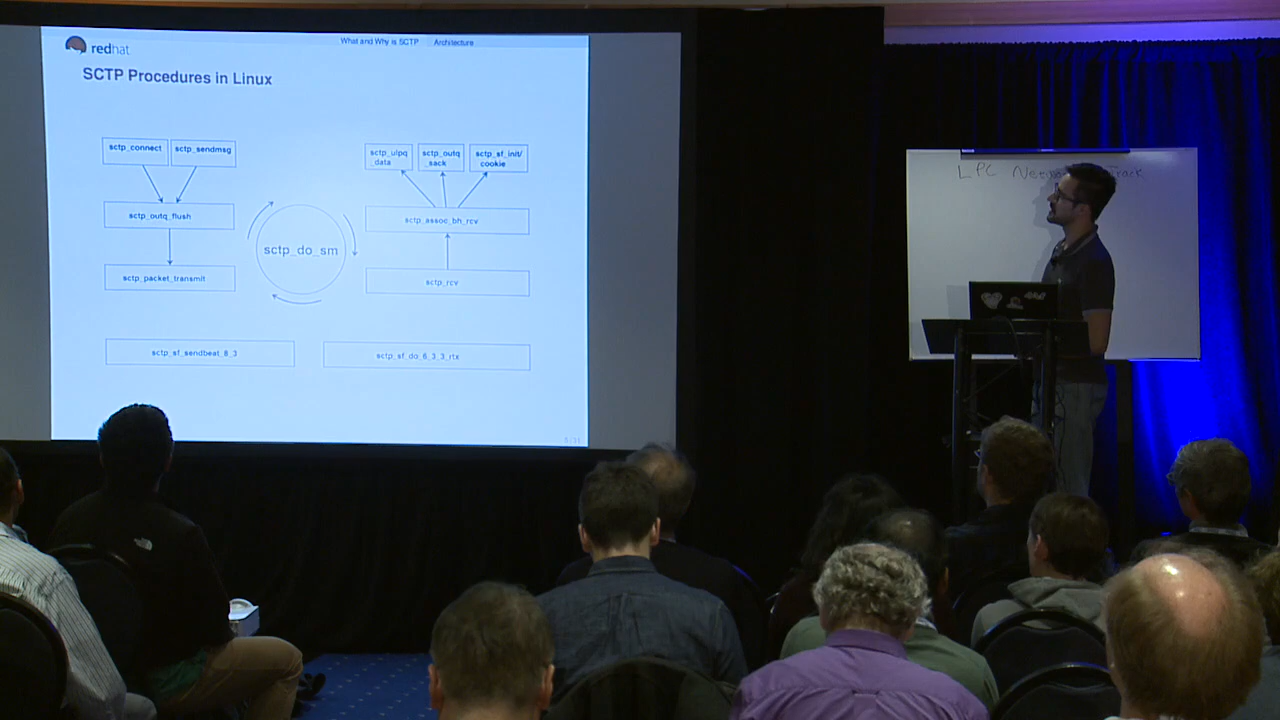 What and Why is SCTP Architecture
redhat
SCTP Procedures in Linux
sctp_connect
sctp_sendmsg
sctp_outq_flush
sctp_packet_transmit
sctp_do_sm
sctp_ulpq
_data
sctp_outq
_sack
sctp_sf_init/
cookie
sctp_assoc_bh_rcv
sctp_rcv
sctp_sf_sendbeat_8_3
sctp_sf_do_6_3_3_rtx
LPC
Track